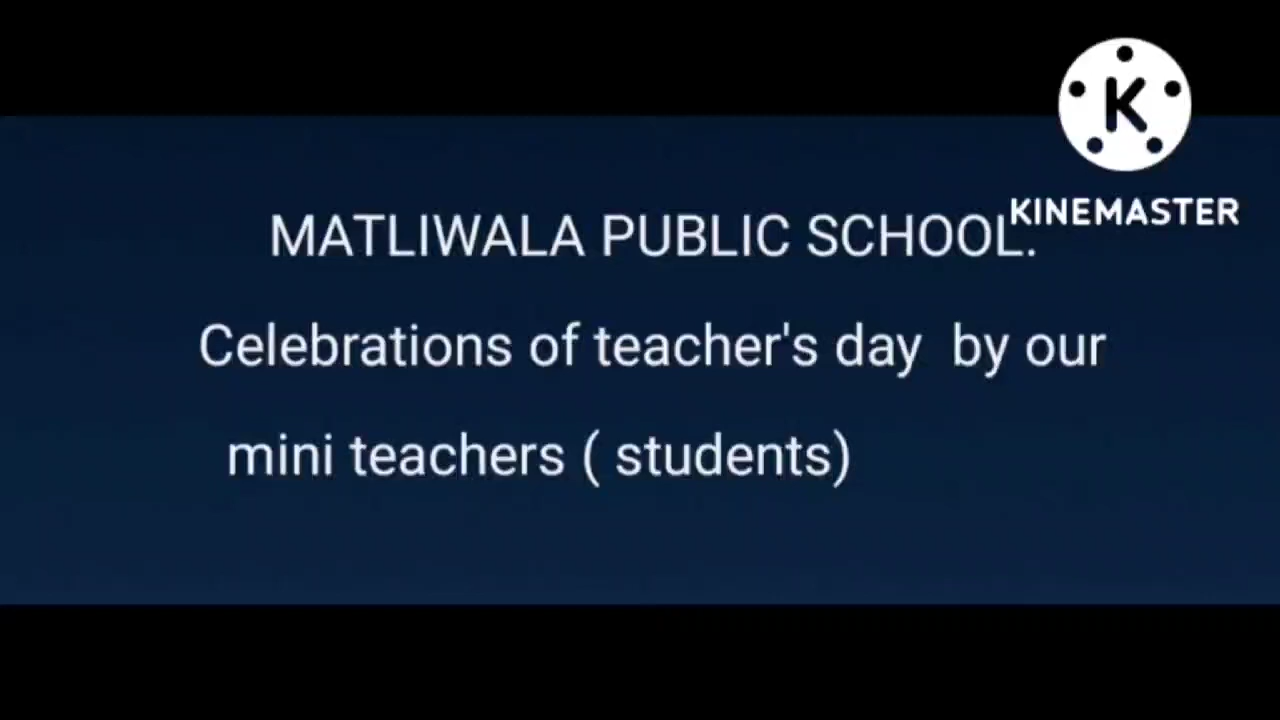 K
KINEMASTER
MATLIWALA PUBLIC SCHOOL.
Celebrations of teacher's day  by our
mini teachers ( students)